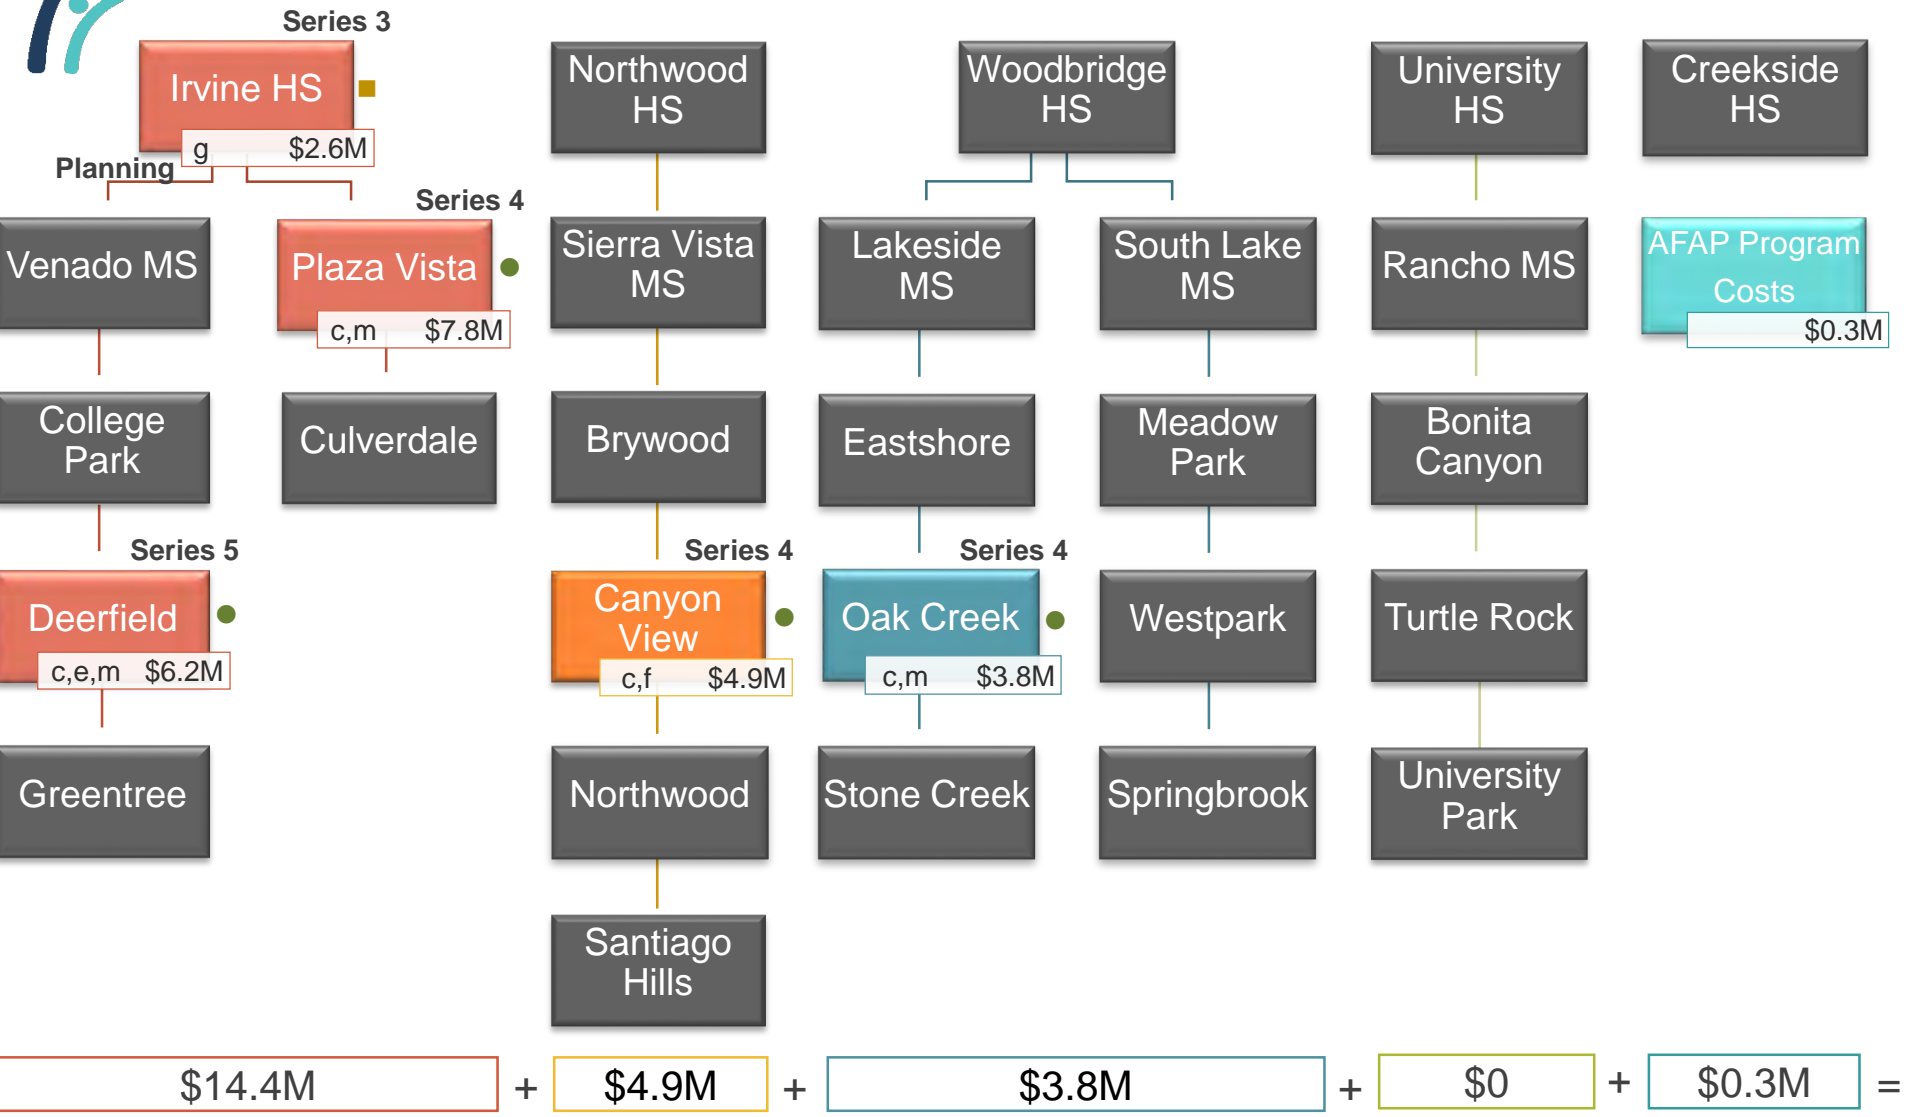 Series 3
Irvine HS
g $2.6M
Planning
Northwood
HS
Woodbridge
HS
University
HS
Creekside
HS
Venado MS
Series 4
Plaza Vista
c,m $7.8M
Sierra Vista
MS
Lakeside
MS
South Lake
MS
Rancho MS
AFAP Program
Costs
$0.3M
College
Park
Culverdale
Brywood
Eastshore
Meadow
Park
Bonita
Canyon
Series 5
Deerfield
c,e,m $6.2M
Series 4
Canyon
View
c,f $4.9M
Series 4
Oak Creek
c,m $3.8M
Westpark
Turtle Rock
Greentree
Northwood
Stone Creek
Springbrook
University
Park
Santiago
Hills
$14.4M + $4.9M + $3.8M + $0 + $0.3M =